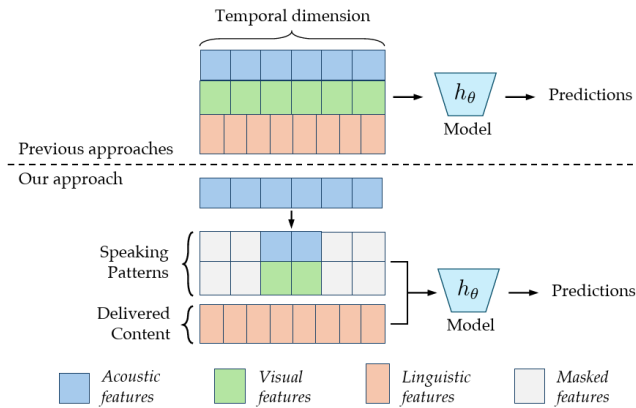 Temporal dimension
hθ
Model
Predictions
Previous approaches
Our approach
Speaking
Patterns
Delivered
Content
hθ
Model
Predictions
Acoustic
features
Visual
features
Linguistic
features
Masked
features